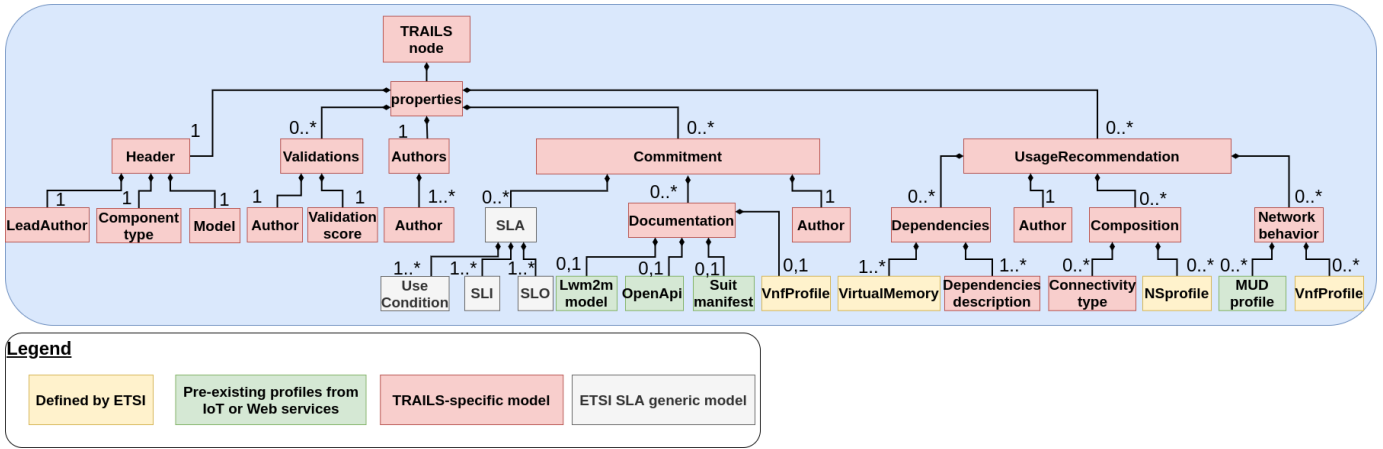 TRAILS
node
properties
1
0..*
1
0..*
0..*
Header
Validations
Authors
Commitment
UsageRecommendation
1
1
1
1
1
1..*
0..*
0..*
1
0..*
1
0..*
0..*
LeadAuthor
Component
type
Model
Author
Validation
score
Author
SLA
Documentation
Author
Dependencies
Author
Composition
Network
behavior
1..*
1..*
1..*
0,1
0,1
0,1
0,1
1..*
1..*
0..*
0..*
0..*
0..*
Use
Condition
SLI
SLO
Lwm2m
model
OpenApi
Suit
manifest
VnfProfile
VirtualMemory
Dependencies
description
Connectivity
type
NSprofile
MUD
profile
VnfProfile
Legend
Defined by ETSI
Pre-existing profiles from
IoT or Web services
TRAILS-specific model
ETSI SLA generic model